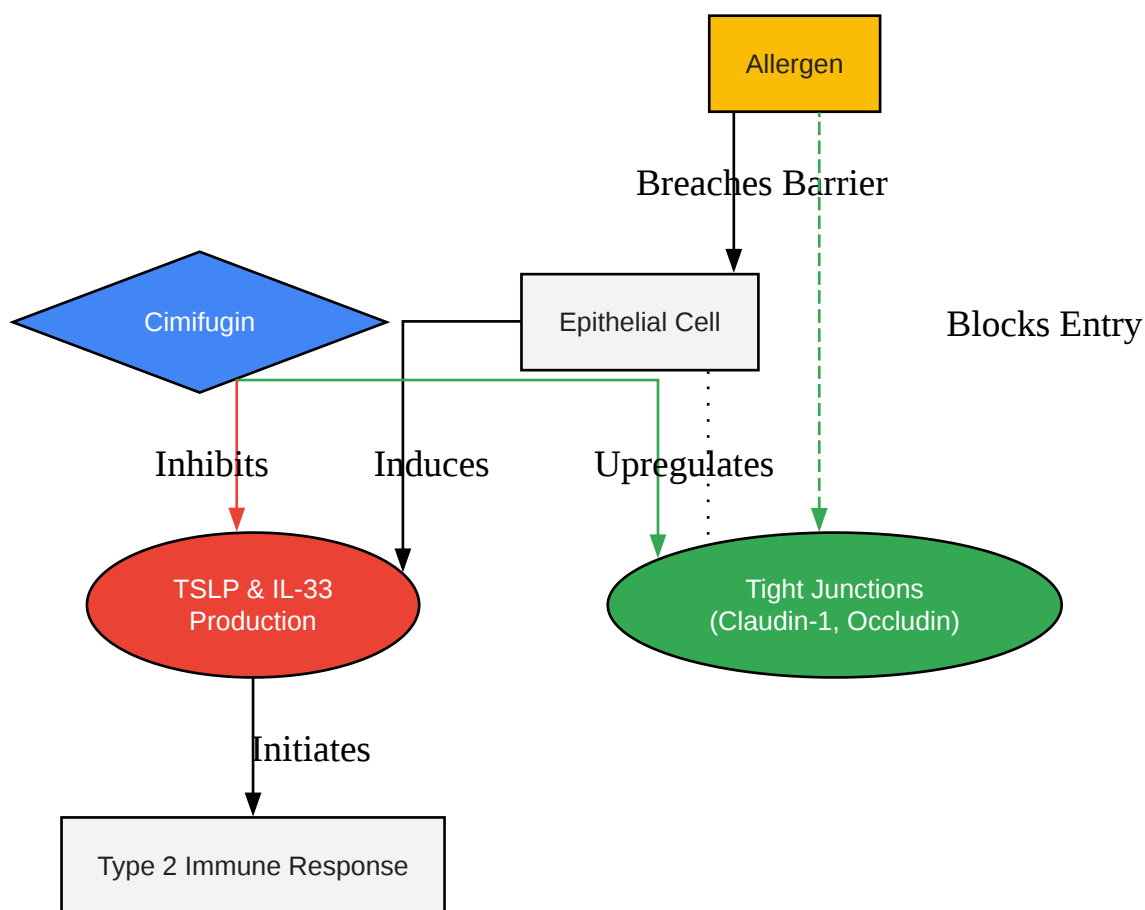 Allergen
Breaches Barrier
Cimifugin
Epithelial Cell
Blocks Entry
Inhibits
Induces
Upregulates
TSLP & IL-33
Production
Tight Junctions
(Claudin-1, Occludin)
Initiates
Type 2 Immune Response